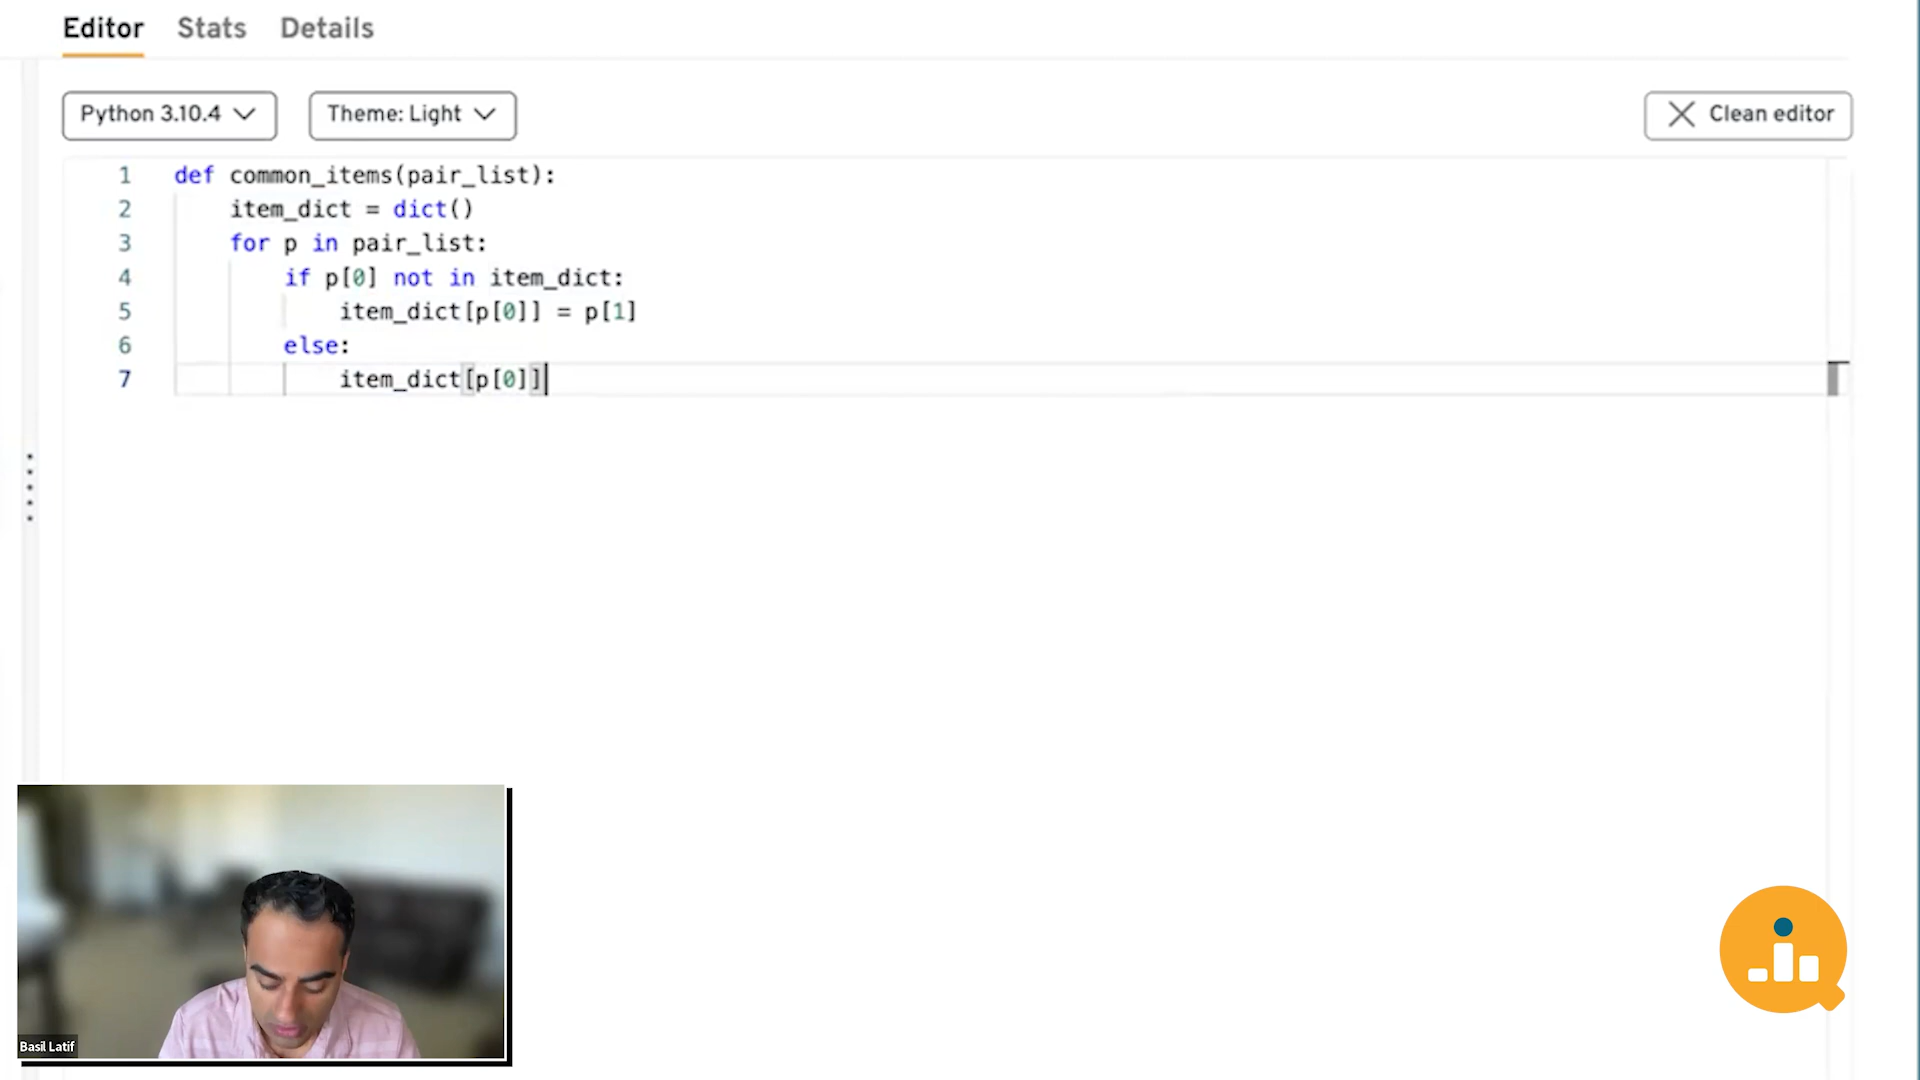 Editor Stats Details
Python 3.10.4 Theme: Light Clean editor
1 def common_items(pair_list):
2     item_dict = dict()
3     for p in pair_list:
4         if p[0] not in item_dict:
5             item_dict[p[0]] = p[1]
6         else:
7             item_dict[p[0]]
Basil Latif